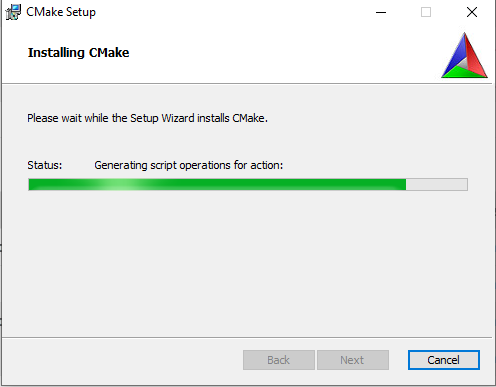 CMake Setup
Installing CMake
Please wait while the Setup Wizard installs CMake.
Status: Generating script operations for action:
Back Next Cancel